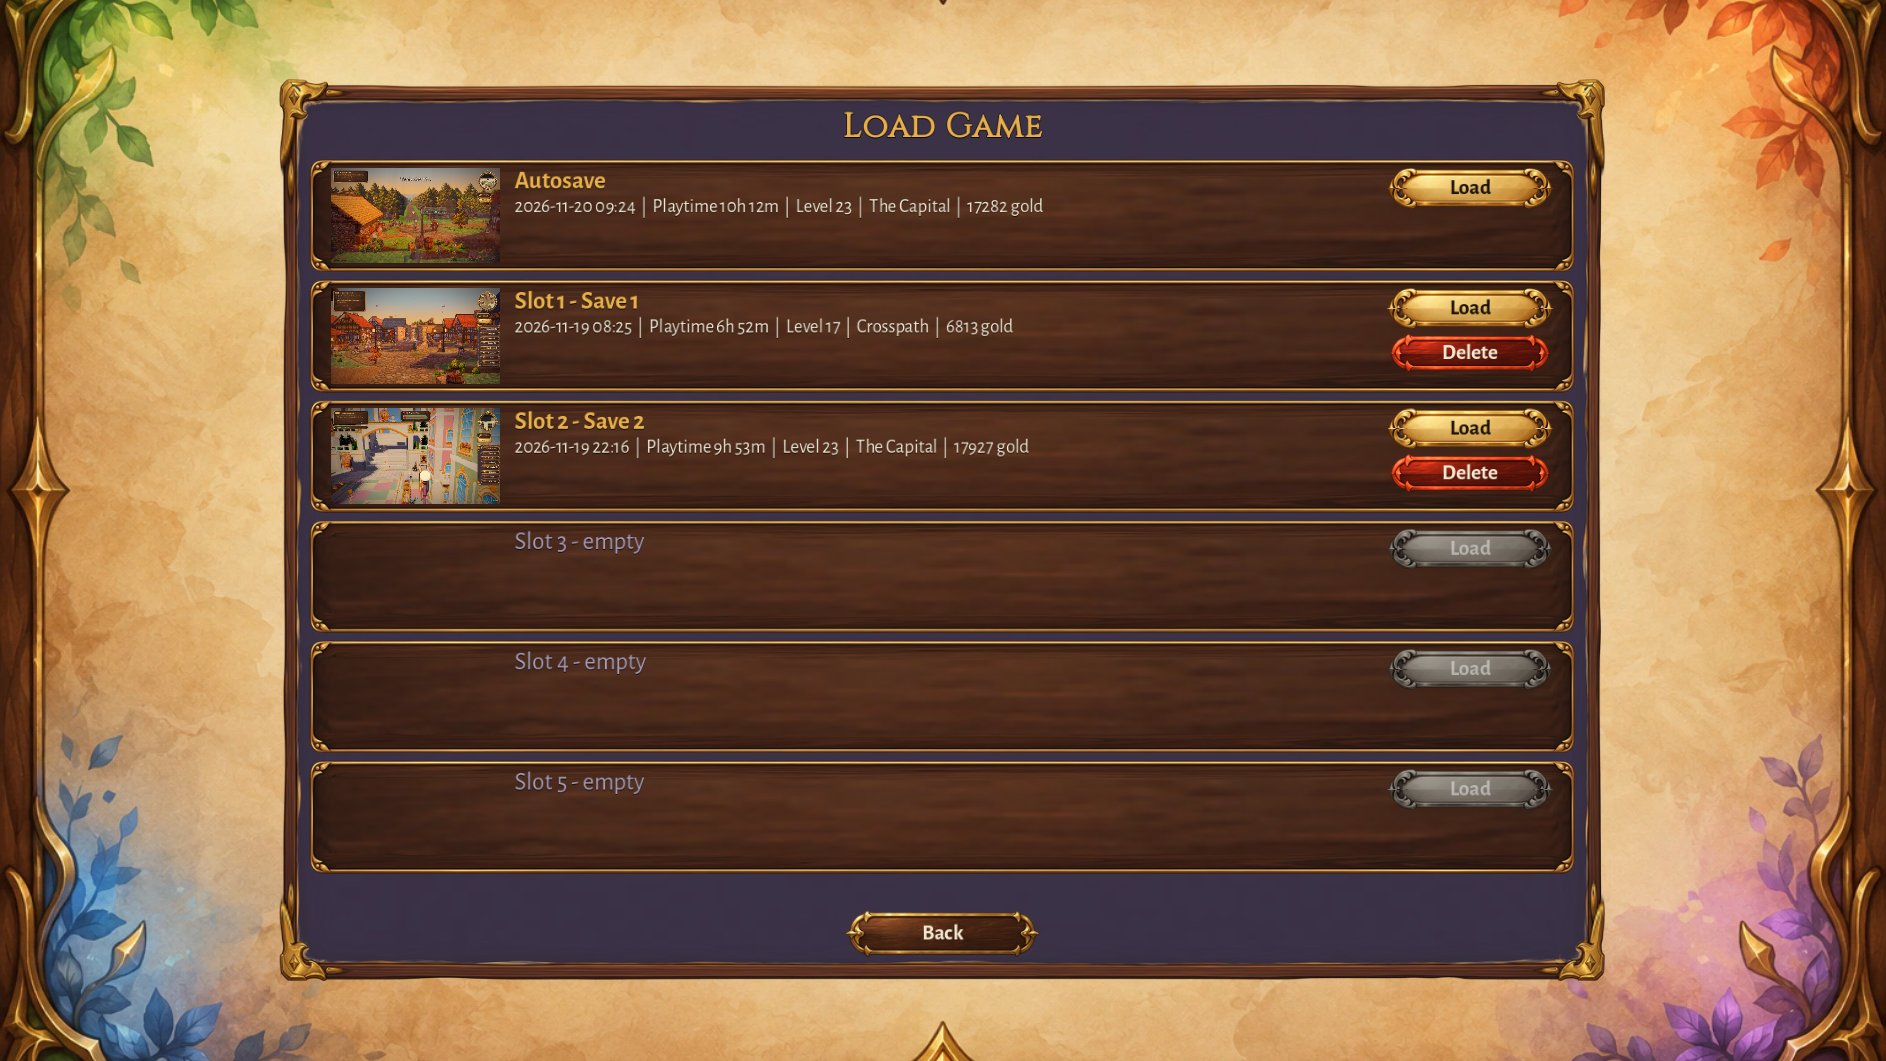 Load Game
Autosave
2026-11-20 09:24 | Playtime 10h 12m | Level 23 | The Capital | 17282 gold
Load
Slot 1 - Save 1
2026-11-19 08:25 | Playtime 6h 52m | Level 17 | Crosspath | 6813 gold
Load
Delete
Slot 2 - Save 2
2026-11-19 22:16 | Playtime 9h 53m | Level 23 | The Capital | 17927 gold
Load
Delete
Slot 3 - empty
Load
Slot 4 - empty
Load
Slot 5 - empty
Load
Back